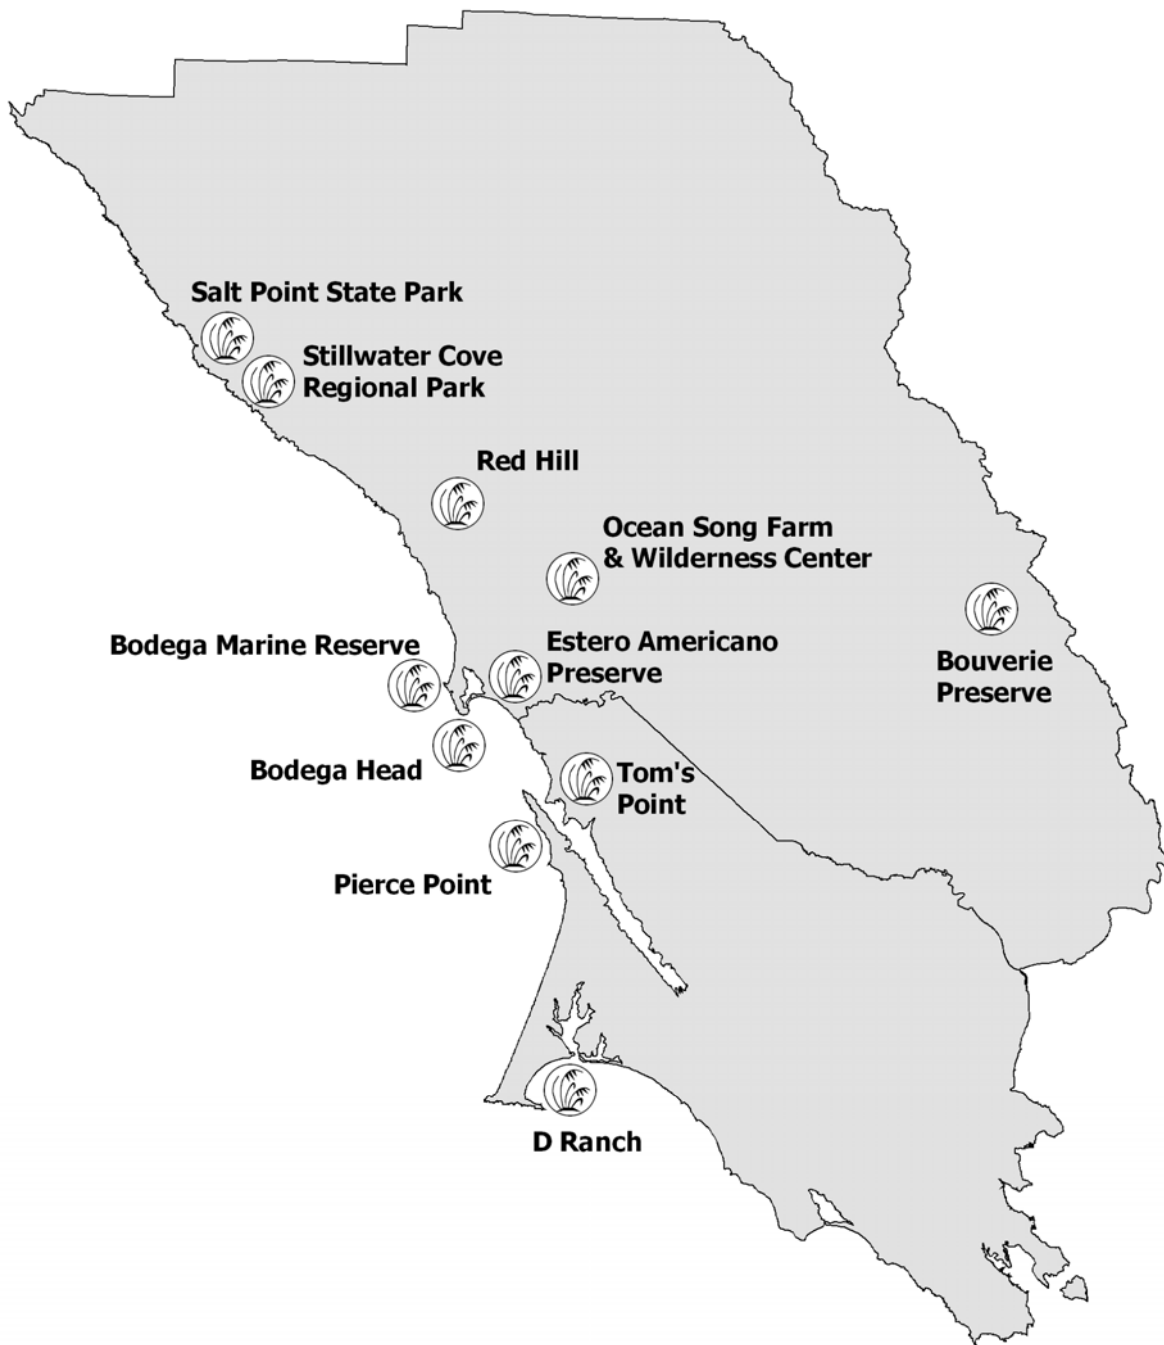 Salt Point State Park
Stillwater Cove
Regional Park
Red Hill
Ocean Song Farm
& Wilderness Center
Bodega Marine Reserve
Estero Americano
Preserve
Bouverie
Preserve
Bodega Head
Tom's
Point
Pierce Point
D Ranch